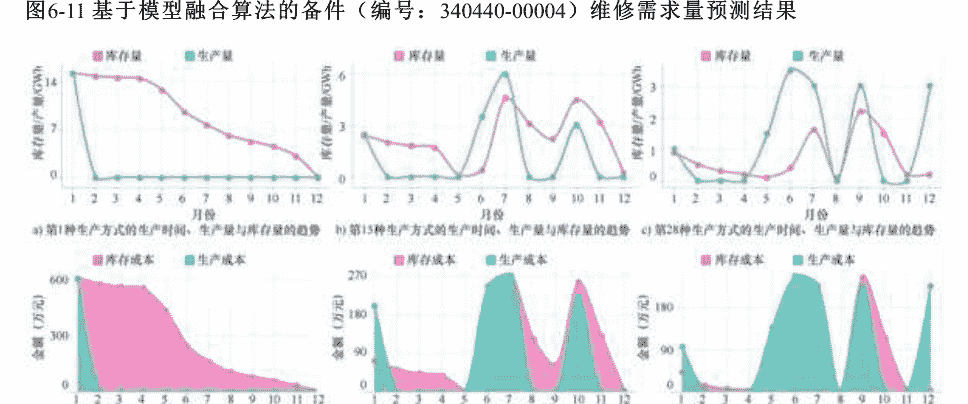 图6-11 基于模型融合算法的备件（编号：340440-00004）维修需求量预测结果
库存量 生产量 库存量 生产量 库存量 生产量
库存量/产量/GWh 库存量/产量/GWh 库存量/产量/GWh
14 6 3
7 3 2
0 0 1
0
1 2 3 4 5 6 7 8 9 10 11 12 1 2 3 4 5 6 7 8 9 10 11 12 1 2 3 4 5 6 7 8 9 10 11 12
月份 月份 月份
a) 第1种生产方式的生产时间、生产量与库存量的趋势 b) 第15种生产方式的生产时间、生产量与库存量的趋势 c) 第28种生产方式的生产时间、生产量与库存量的趋势
库存成本 生产成本 库存成本 生产成本 库存成本 生产成本
金额（万元） 金额（万元） 金额（万元）
600 270 180
300 180 90
0 90 0
0
1 2 3 4 5 6 7 8 9 10 11 12 1 2 3 4 5 6 7 8 9 10 11 12 1 2 3 4 5 6 7 8 9 10 11 12